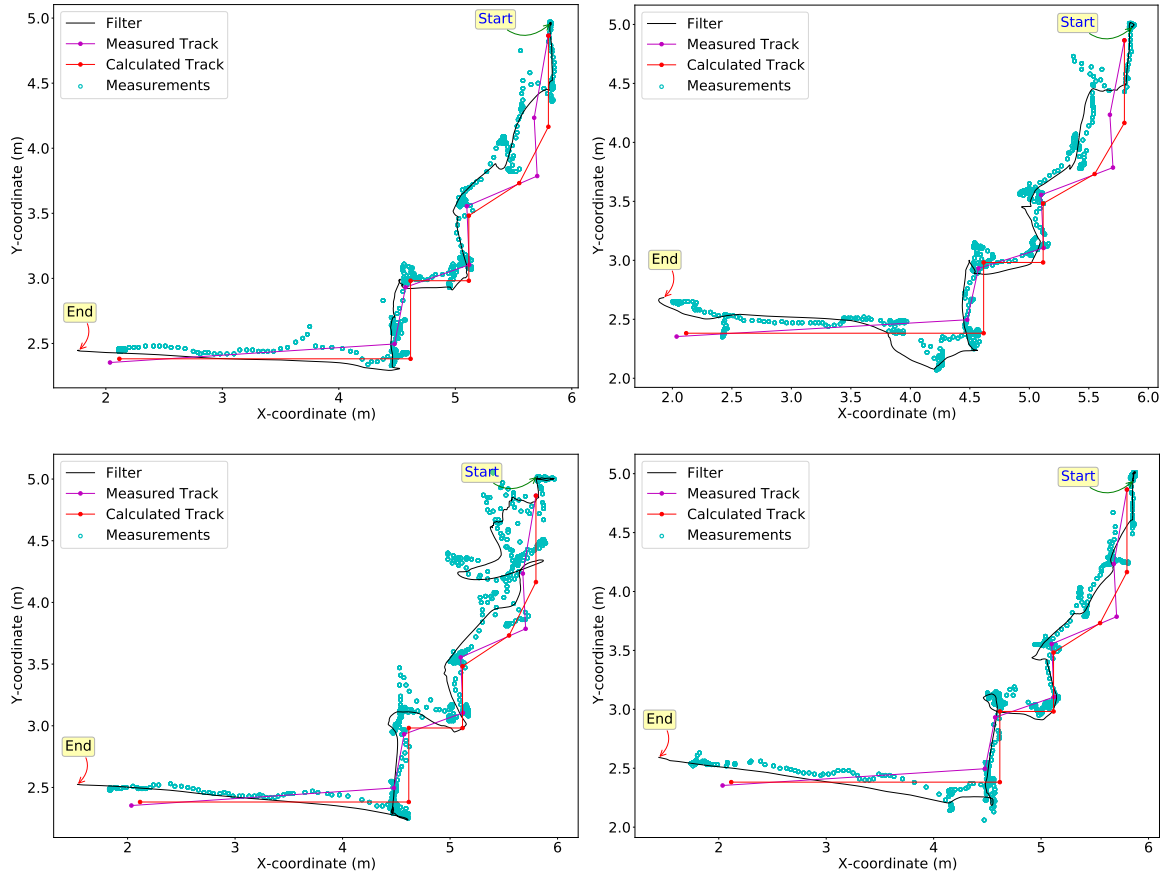 Filter
Measured Track
Calculated Track
Measurements
Start
End
5.0
4.5
4.0
3.5
3.0
2.5
Y-coordinate (m)
2
3
4
5
6
X-coordinate (m)
Filter
Measured Track
Calculated Track
Measurements
Start
End
5.0
4.5
4.0
3.5
3.0
2.5
2.0
Y-coordinate (m)
2.0
2.5
3.0
3.5
4.0
4.5
5.0
5.5
6.0
X-coordinate (m)
Filter
Measured Track
Calculated Track
Measurements
Start
End
5.0
4.5
4.0
3.5
3.0
2.5
Y-coordinate (m)
2
3
4
5
6
X-coordinate (m)
Filter
Measured Track
Calculated Track
Measurements
Start
End
5.0
4.5
4.0
3.5
3.0
2.5
2.0
Y-coordinate (m)
2
3
4
5
6
X-coordinate (m)